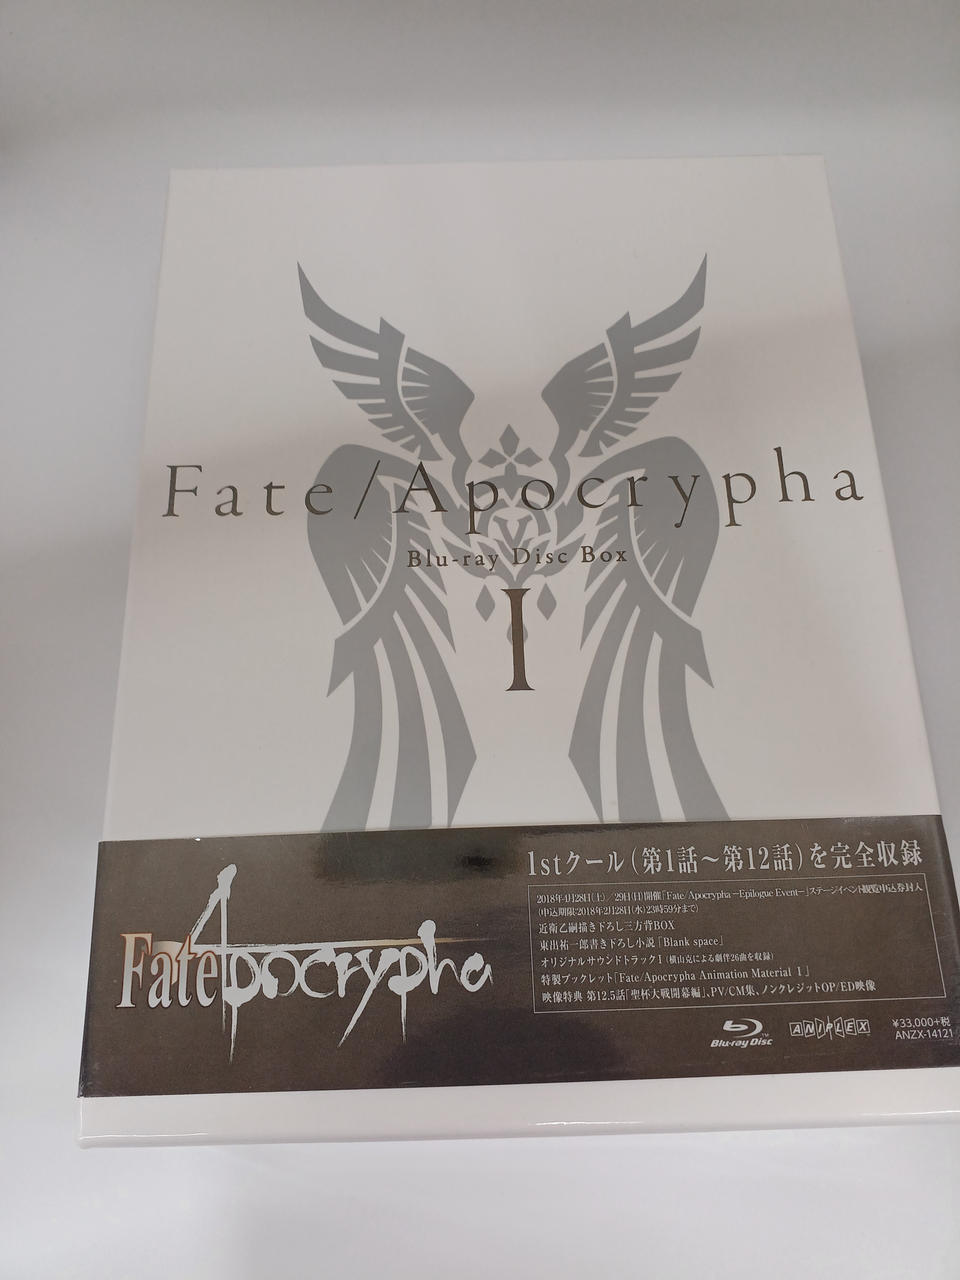 Fate/Apocrypha
Blu-ray Disc Box
I
Fate/Apocrypha
1stクール(第1話～第12話)を完全収録
2018年4月28日(土)／29日(日)開催「Fate/Apocrypha -Epilogue Event-」ステージイベント観覧申込券封入
(申込期限:2018年2月28日(水)23時59分まで)
近衛乙嗣描き下ろし三方背BOX
東出祐一郎書き下ろし小説「Blank space」
オリジナルサウンドトラックⅠ(横山克による劇伴26曲を収録)
特製ブックレット「Fate/Apocrypha Animation Material Ⅰ」
映像特典 第12.5話「聖杯大戦開幕編」、PV/CM集、ノンクレジットOP/ED映像
Blu-ray Disc™
ANIPLEX
¥33,000+税
ANZX-14121